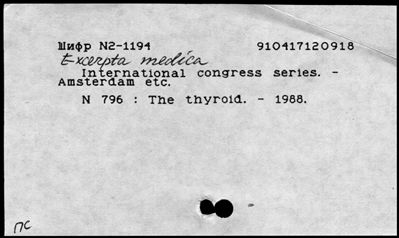 Шифр N2-1194 910417120918
Excerpta medica
International congress series. -
Amsterdam etc.
N 796 : The thyroid. - 1988.
ПС